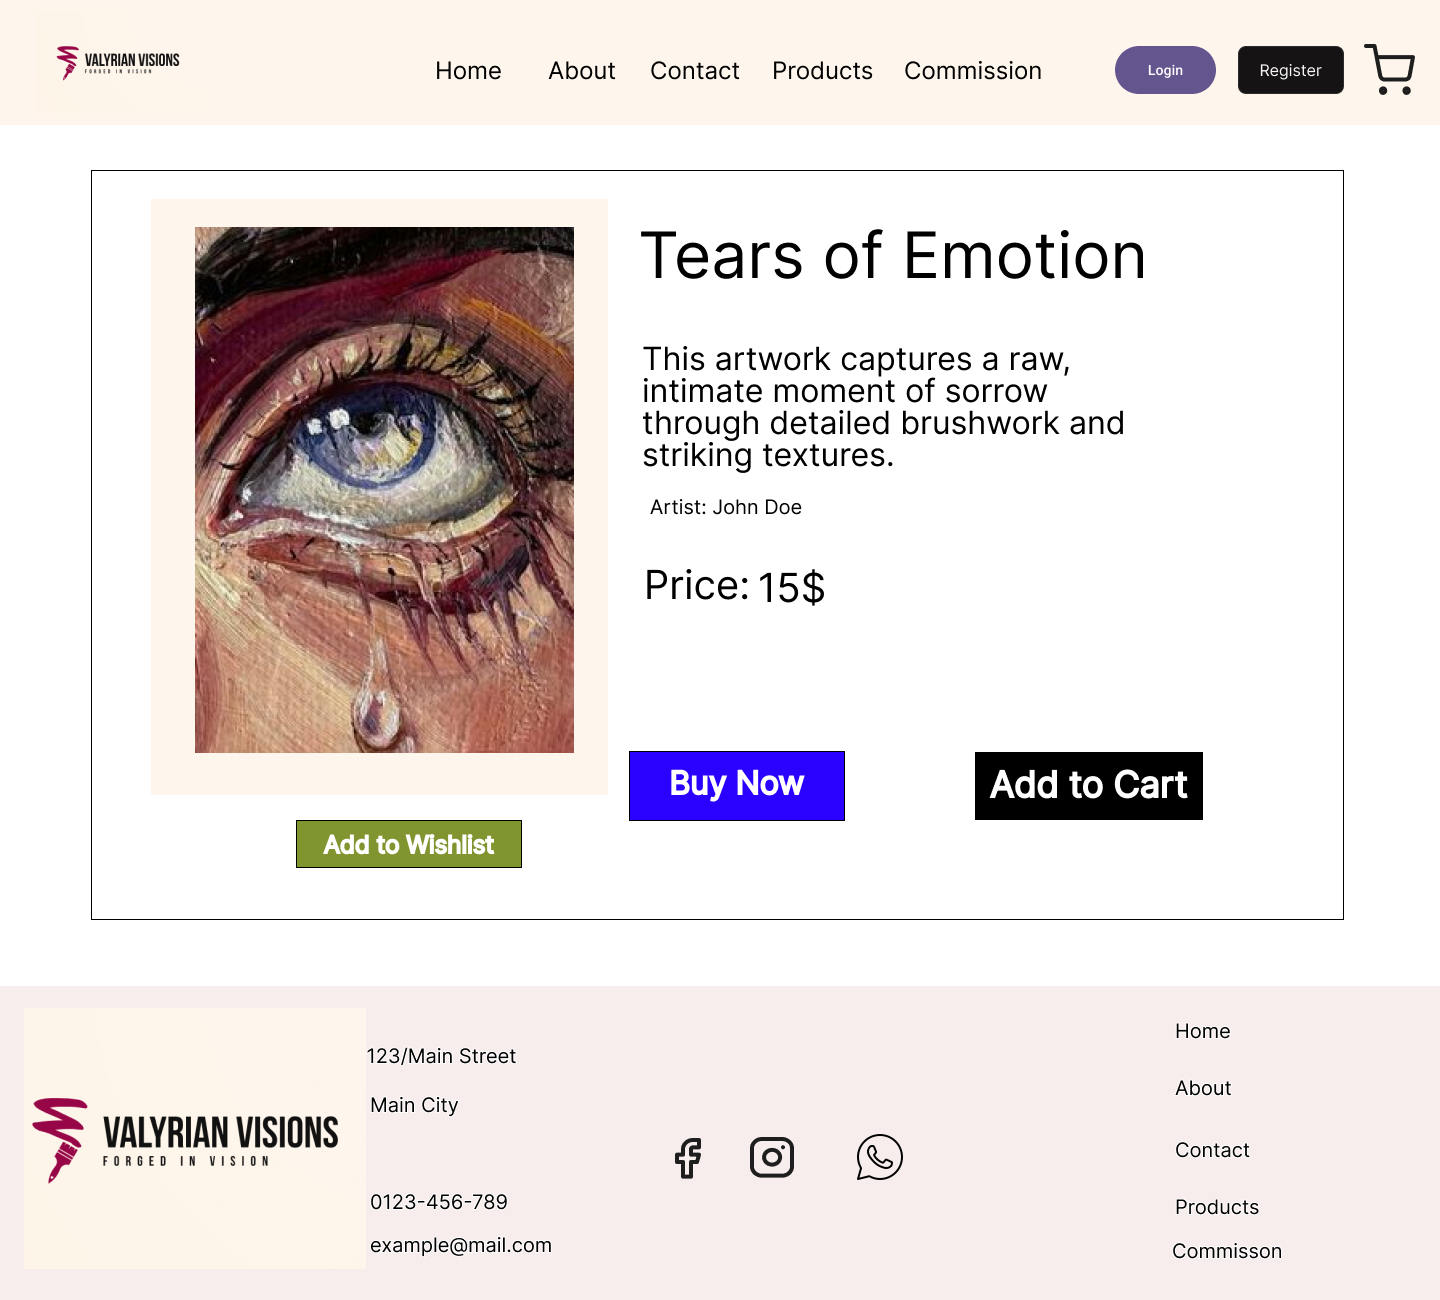 VALYRIAN VISIONS
FORGED IN VISION
Home About Contact Products Commission
Login
Register
Tears of Emotion
This artwork captures a raw,
intimate moment of sorrow
through detailed brushwork and
striking textures.
Artist: John Doe
Price: 15$
Buy Now
Add to Cart
Add to Wishlist
VALYRIAN VISIONS
FORGED IN VISION
123/Main Street
Main City
0123-456-789
example@mail.com
Home
About
Contact
Products
Commisson